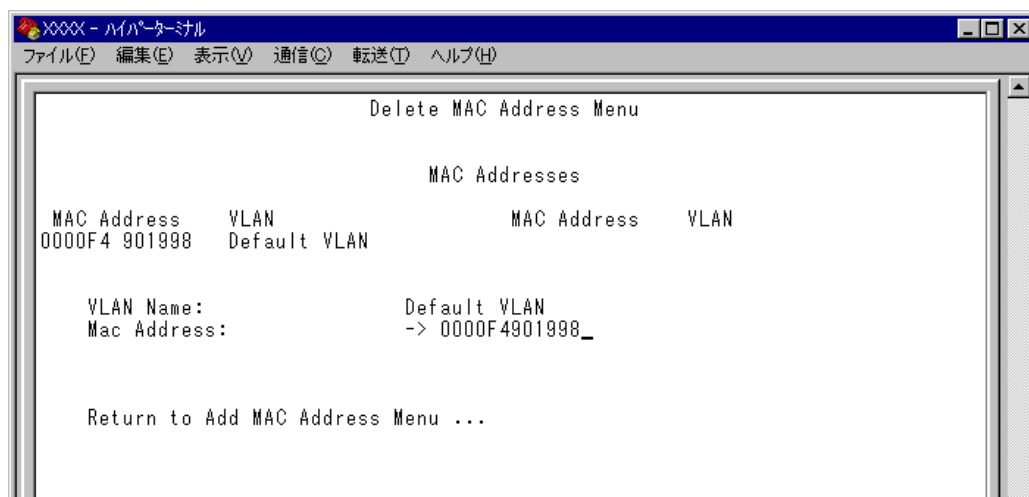 XXXX - ハイパーターミナル
ファイル(F) 編集(E) 表示(V) 通信(C) 転送(T) ヘルプ(H)
Delete MAC Address Menu
MAC Addresses
MAC Address VLAN MAC Address VLAN
0000F4 901998 Default VLAN
VLAN Name: Default VLAN
Mac Address: -> 0000F4901998_
Return to Add MAC Address Menu ...